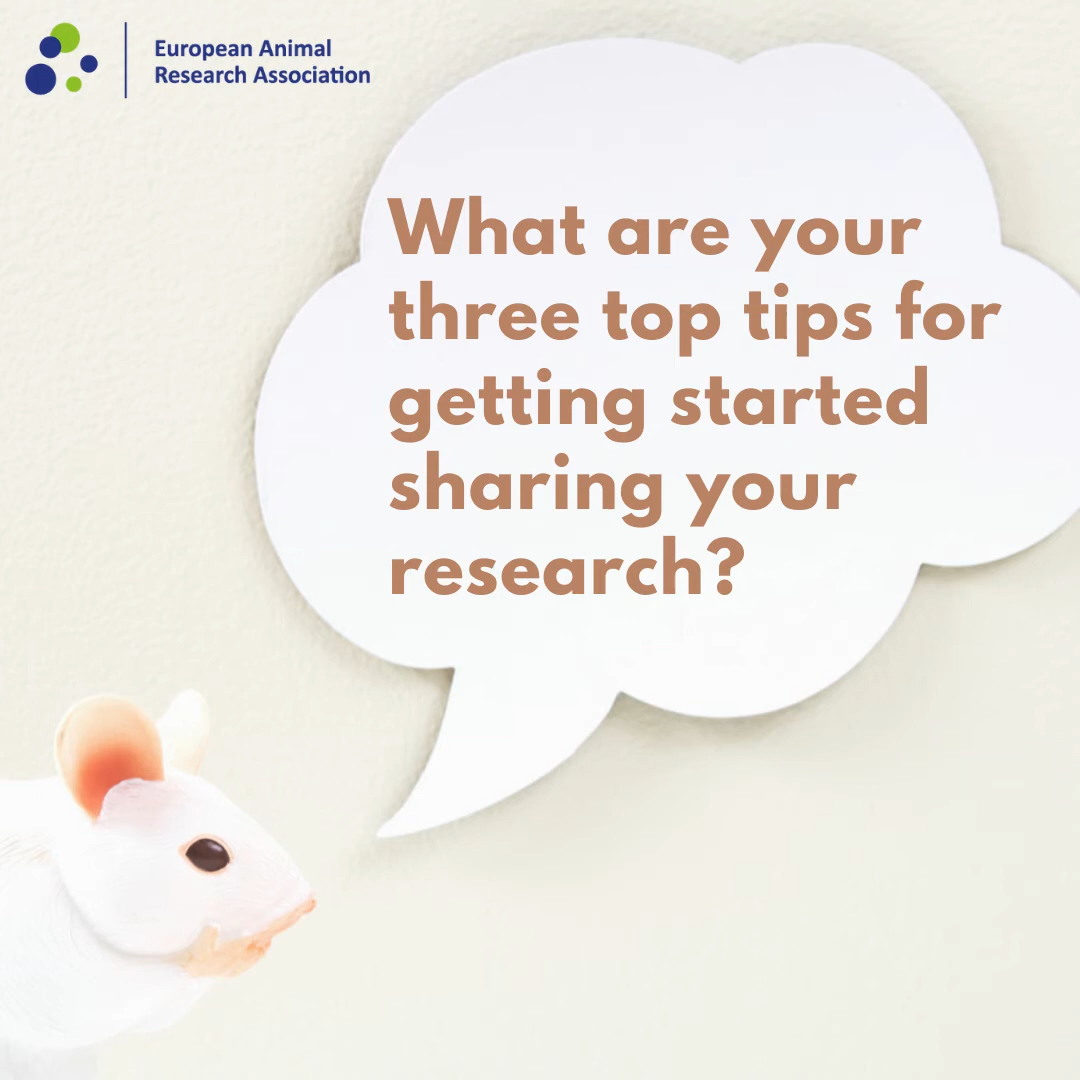 European Animal
Research Association
What are your
three top tips for
getting started
sharing your
research?